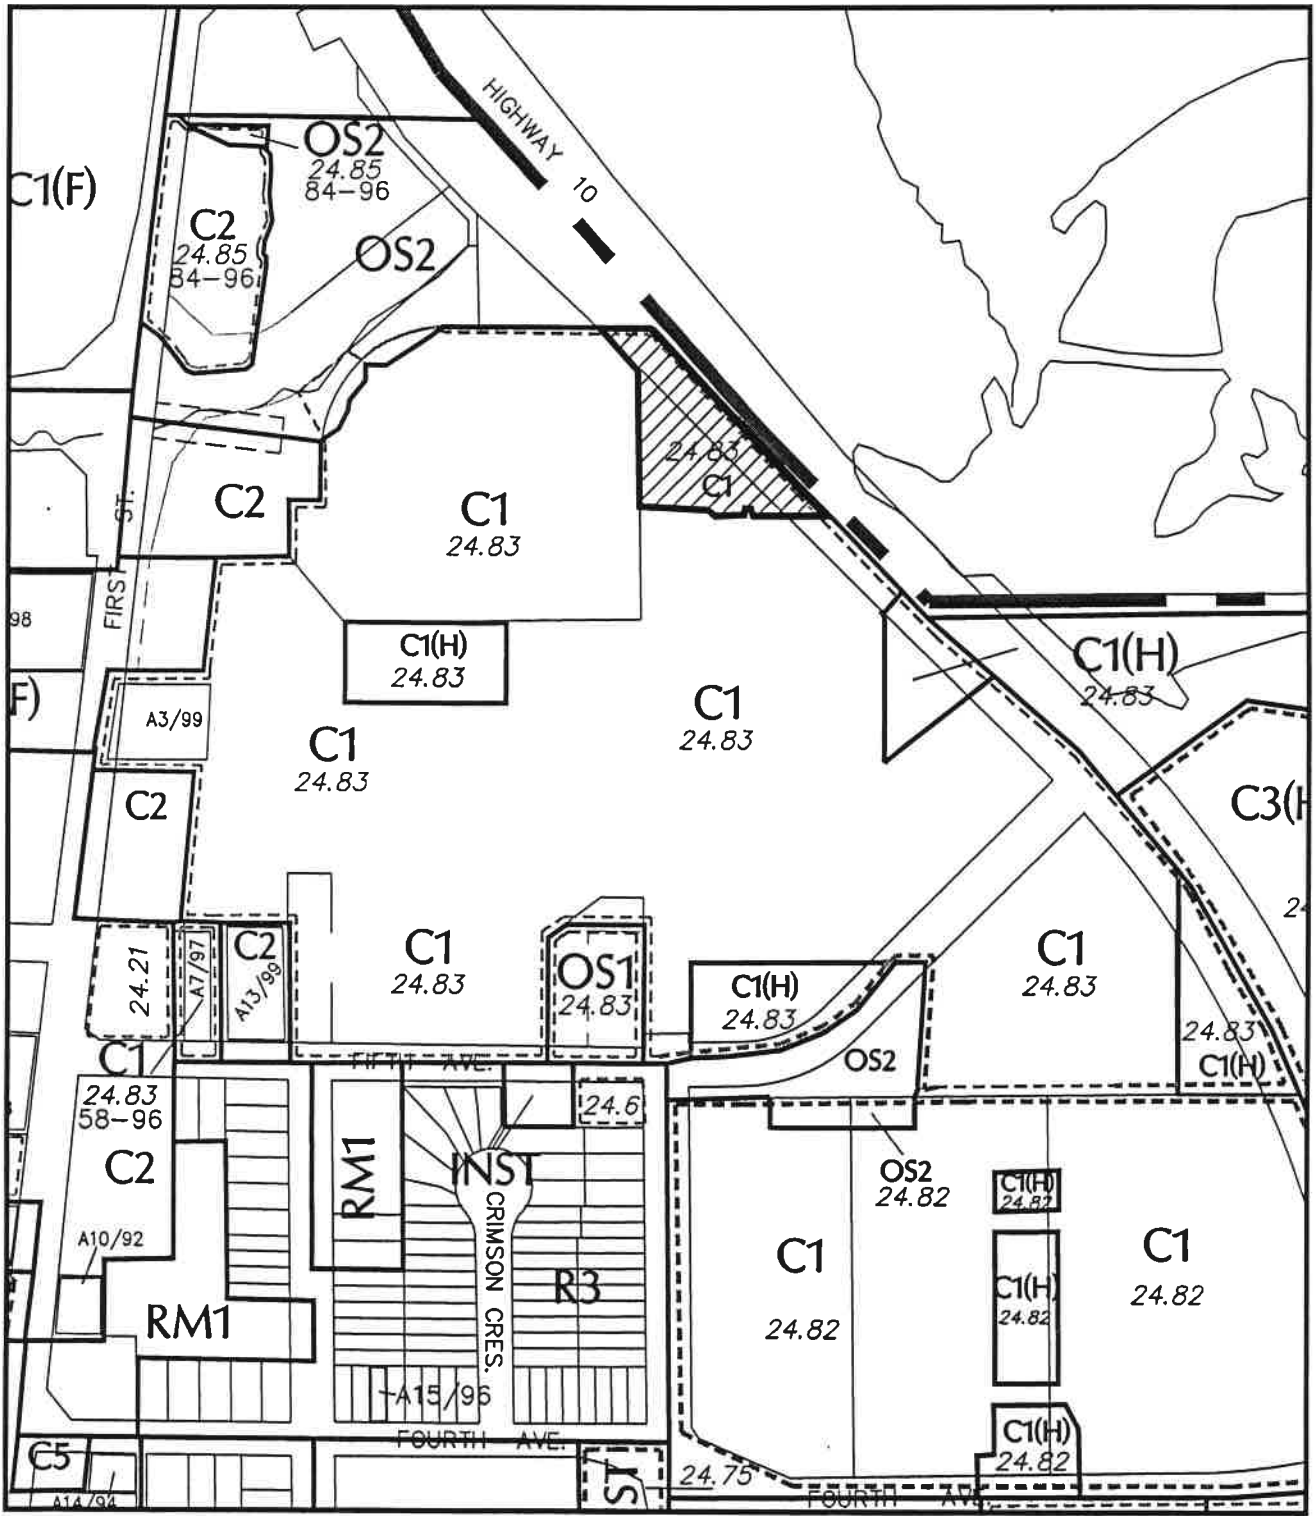 HIGHWAY 10
OS2
24.85
84-96
C1(F)
C2
24.85
84-96
OS2
24.83
C1
C2
C1
24.83
FIRST ST.
98
C1(H)
24.83
C1(H)
24.83
F)
A3/99
C1
24.83
C1
24.83
C2
C3(H
24
C1
24.83
C2
24.21
A7/97
A13/99
OS1
24.83
C1(H)
24.83
C1
24.83
24.83
C1(H)
C1
24.83
58-96
FIFTH AVE.
OS2
24.6
RM1
INST
CRIMSON CRES.
C2
OS2
24.82
C1(H)
24.82
A10/92
C1
24.82
C1(H)
24.82
C1
24.82
RM1
R3
A15/96
FOURTH AVE.
C1(H)
24.82
C5
A14/94
ST
24.75
FOURTH AVE.